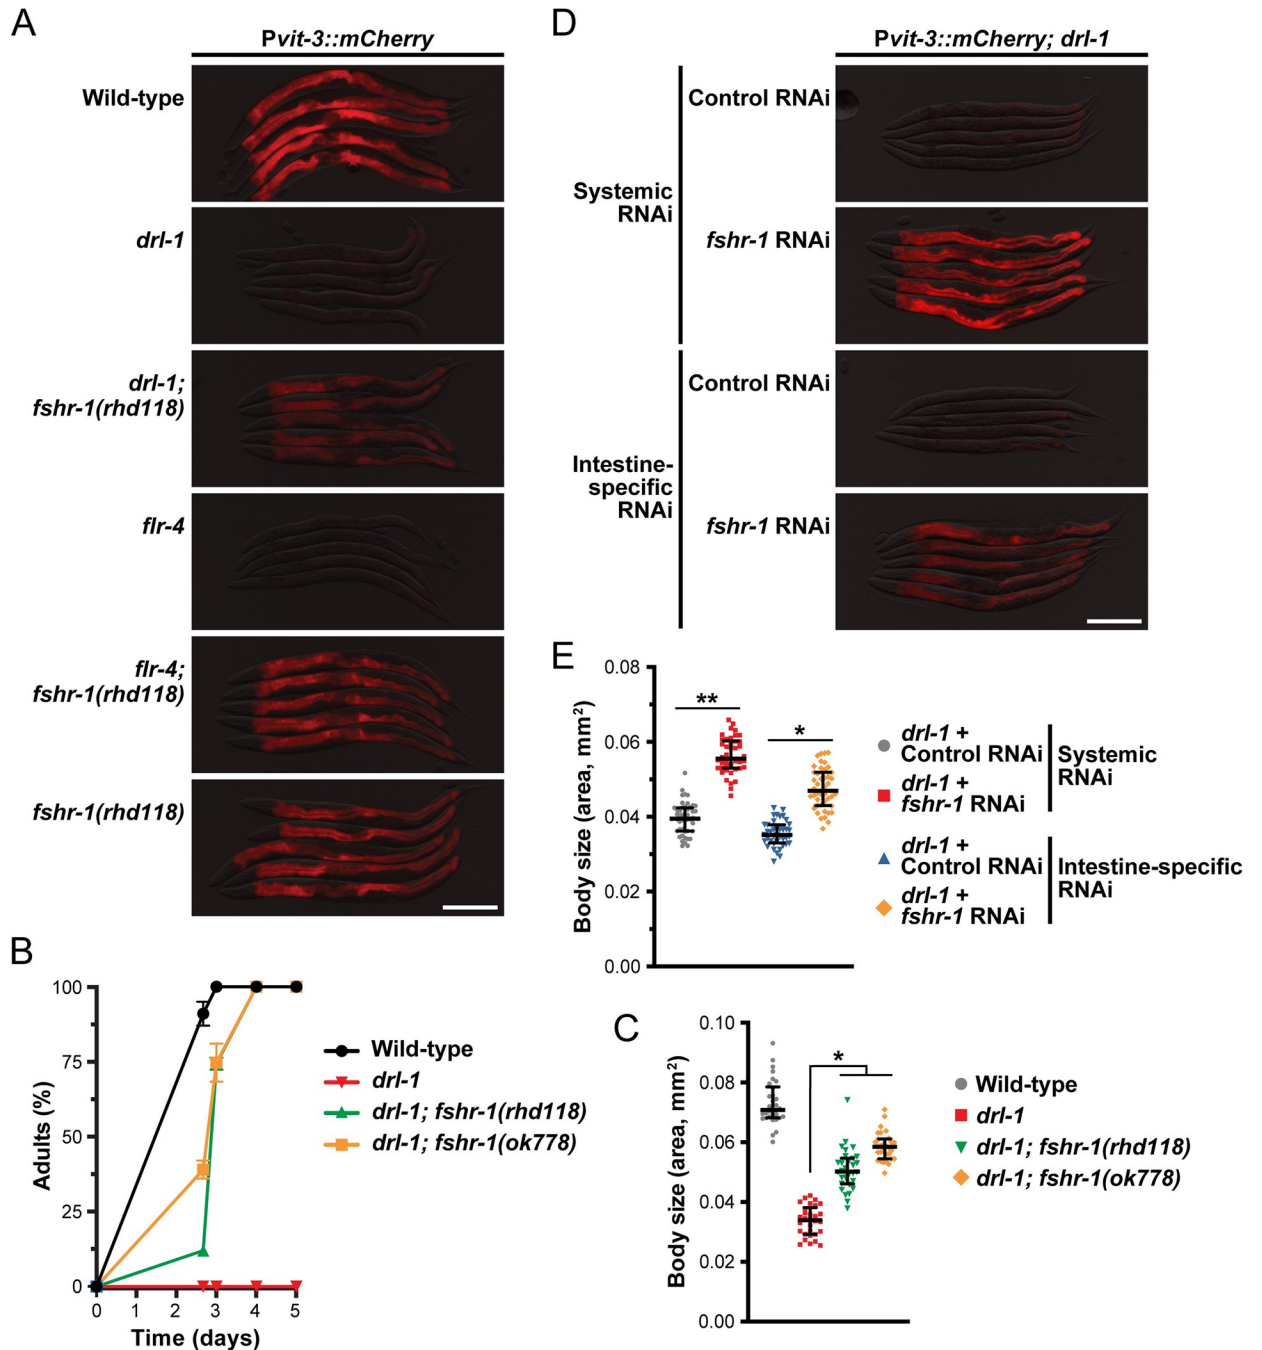 A
Pvit-3::mCherry
Wild-type
drl-1
drl-1;
fshr-1(rhd118)
flr-4
flr-4;
fshr-1(rhd118)
fshr-1(rhd118)
B
100
75
50
25
0
Adults (%)
0 1 2 3 4 5
Time (days)
Wild-type
drl-1
drl-1; fshr-1(rhd118)
drl-1; fshr-1(ok778)
D
Pvit-3::mCherry; drl-1
Systemic
RNAi
Control RNAi
fshr-1 RNAi
Intestine-
specific
RNAi
Control RNAi
fshr-1 RNAi
E
0.08
0.06
0.04
0.02
0.00
Body size (area, mm²)
**
*
drl-1 +
Control RNAi
drl-1 +
fshr-1 RNAi
Systemic
RNAi
drl-1 +
Control RNAi
drl-1 +
fshr-1 RNAi
Intestine-specific
RNAi
C
0.10
0.08
0.06
0.04
0.02
0.00
Body size (area, mm²)
*
Wild-type
drl-1
drl-1; fshr-1(rhd118)
drl-1; fshr-1(ok778)